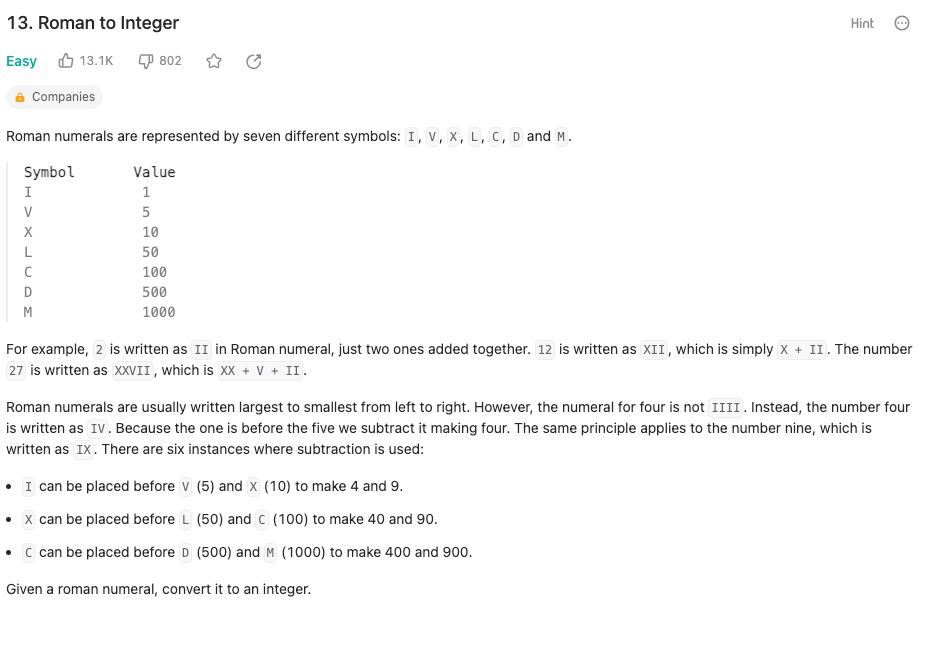 13. Roman to Integer
Hint
Easy 13.1K 802
Companies
Roman numerals are represented by seven different symbols: I, V, X, L, C, D and M.
Symbol Value
I 1
V 5
X 10
L 50
C 100
D 500
M 1000
For example, 2 is written as II in Roman numeral, just two ones added together. 12 is written as XII, which is simply X + II. The number
27 is written as XXVII, which is XX + V + II.
Roman numerals are usually written largest to smallest from left to right. However, the numeral for four is not IIII. Instead, the number four
is written as IV. Because the one is before the five we subtract it making four. The same principle applies to the number nine, which is
written as IX. There are six instances where subtraction is used:
• I can be placed before V (5) and X (10) to make 4 and 9.
• X can be placed before L (50) and C (100) to make 40 and 90.
• C can be placed before D (500) and M (1000) to make 400 and 900.
Given a roman numeral, convert it to an integer.